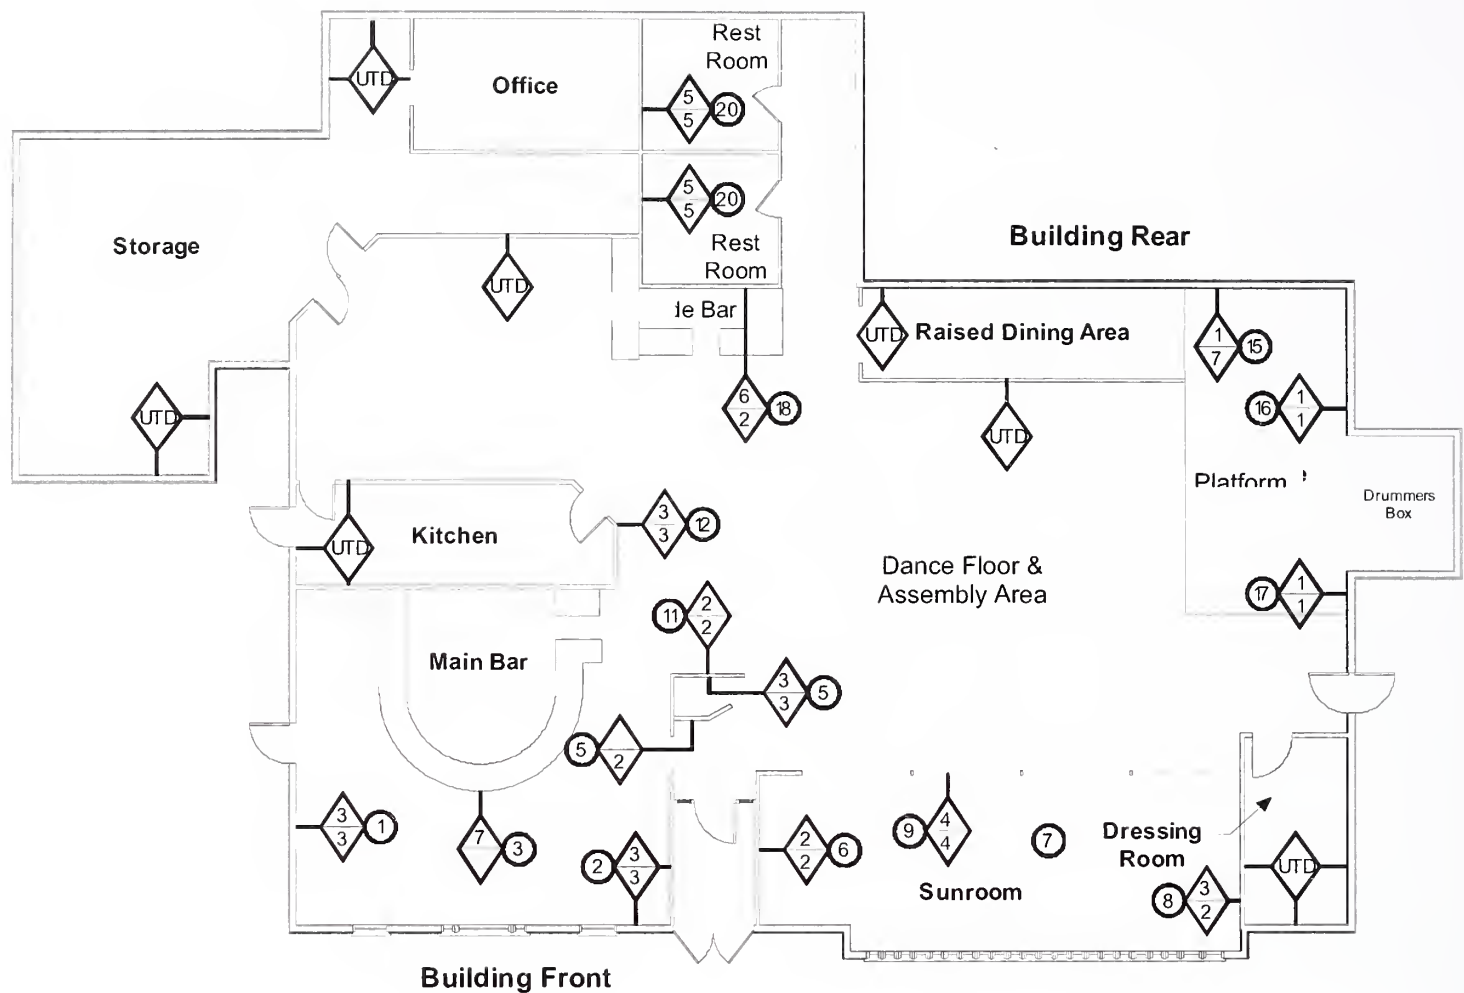 Rest
Room
UTD
Office
5
5
20
5
5
20
Rest
Room
Storage
Building Rear
UTD
de Bar
UTD
Raised Dining Area
1
7
15
UTD
6
2
18
16
1
1
UTD
Platform
Drummers
Box
Kitchen
UTD
3
3
12
Dance Floor &
Assembly Area
17
1
1
11
2
2
Main Bar
3
3
5
5
2
3
3
1
7
3
2
3
3
2
2
6
9
4
4
7
Dressing
Room
UTD
Sunroom
8
3
2
Building Front